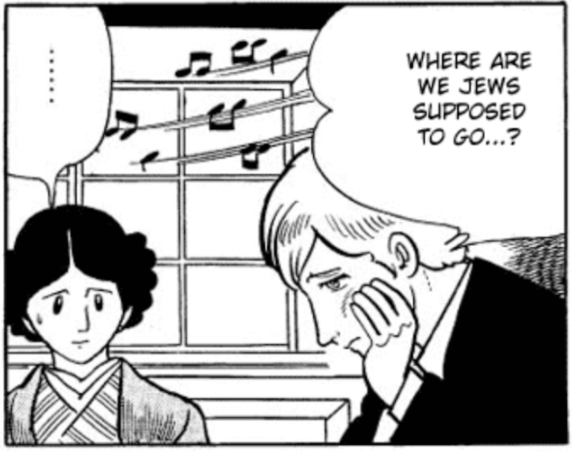 WHERE ARE
WE JEWS
SUPPOSED
TO GO...?
......